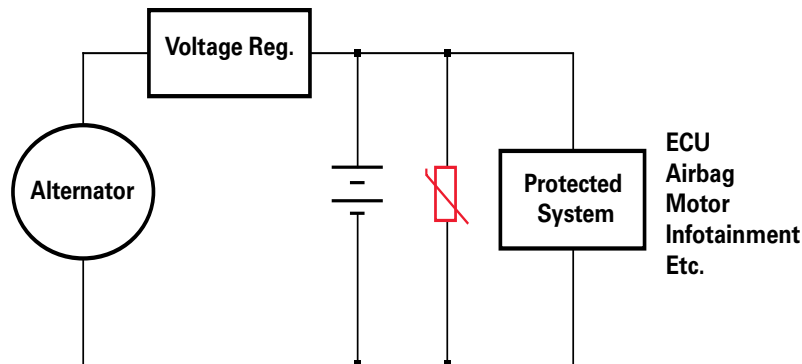 Voltage Reg.
Alternator
Protected
System
ECU
Airbag
Motor
Infotainment
Etc.